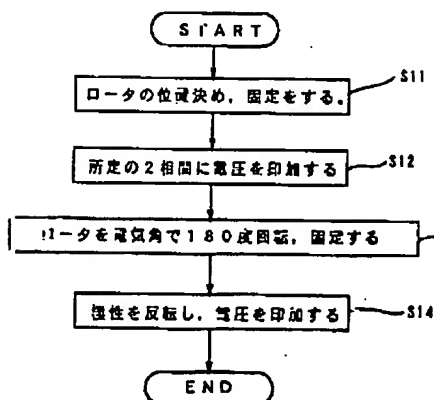 START
ロータの位置決め，固定をする。
S11
所定の2相間に電圧を印加する
S12
ロータを電気角で180度回転，固定する
極性を反転し，電圧を印加する
S14
END